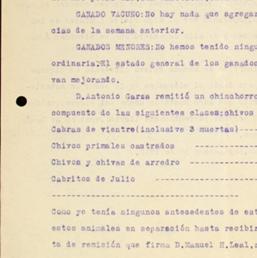 GANADO VACUNO:No hay nada que agregar
cias de la semana anterior.
GANADOS MENORES:No hemos tenido ningu
ordinaria:El estado general de los ganados
van mejorando.
D.Antonio Garza remitió un chinchorro
compuesto de las siguientes clases;chivos
Cabras de vientre(inclusive 3 muertas)----
Chivos primales castrados ----------
Chivos y chivas de arredro ----------
Cabritos de Julio ----------
Como yo tenía ningunos antecedentes de est
estos animales en separación hasta recibir
ta de remisión que firma D.Manuel H.Leal,s